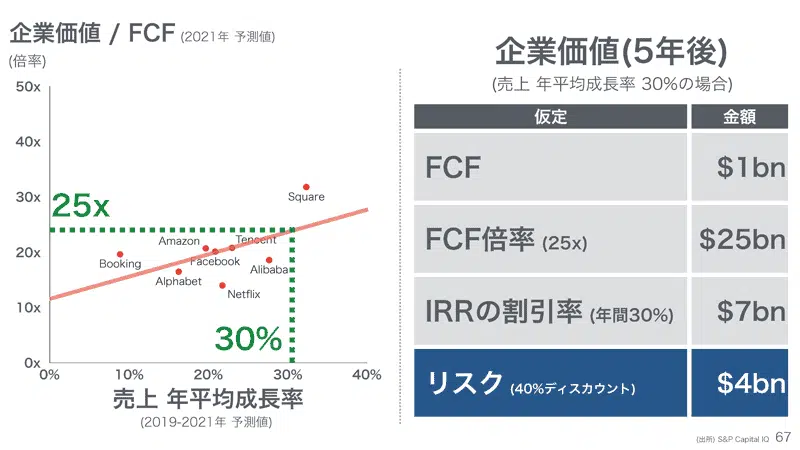 企業価値 / FCF (2021年 予測値)
(倍率)
50x
40x
30x
20x
10x
0x
25x
30%
Square
Amazon
Tencent
Booking
Facebook
Alibaba
Alphabet
Netflix
0%
10%
20%
30%
40%
売上 年平均成長率
(2019-2021年 予測値)
企業価値(5年後)
(売上 年平均成長率 30%の場合)
仮定 金額
FCF $1bn
FCF倍率 (25x) $25bn
IRRの割引率 (年間30%) $7bn
リスク (40%ディスカウント) $4bn
(出所) S&P Capital IQ 67